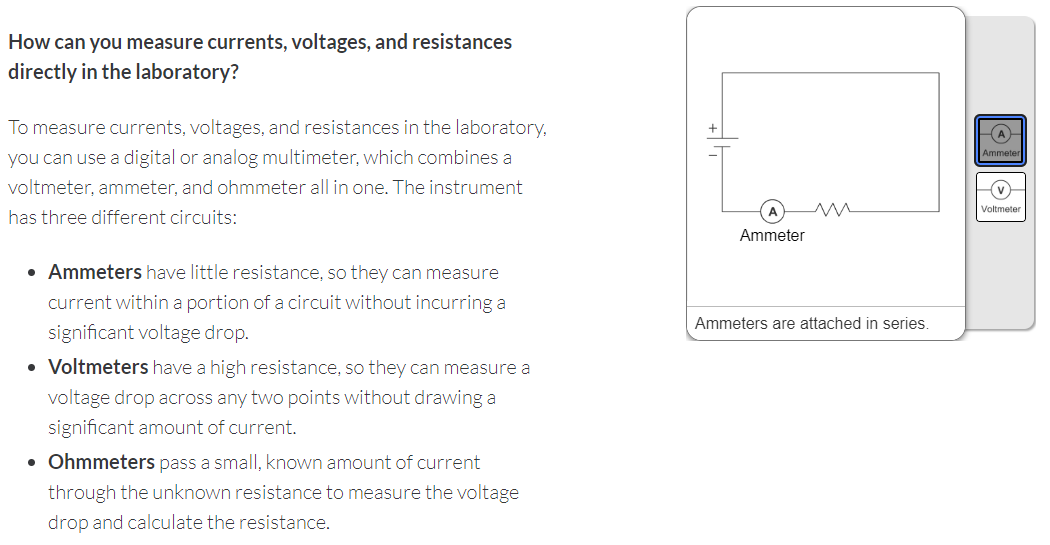 How can you measure currents, voltages, and resistances
directly in the laboratory?
To measure currents, voltages, and resistances in the laboratory,
you can use a digital or analog multimeter, which combines a
voltmeter, ammeter, and ohmmeter all in one. The instrument
has three different circuits:
• Ammeters have little resistance, so they can measure
current within a portion of a circuit without incurring a
significant voltage drop.
• Voltmeters have a high resistance, so they can measure a
voltage drop across any two points without drawing a
significant amount of current.
• Ohmmeters pass a small, known amount of current
through the unknown resistance to measure the voltage
drop and calculate the resistance.
+
−
A
Ammeter
Ammeters are attached in series.
A
Ammeter
V
Voltmeter